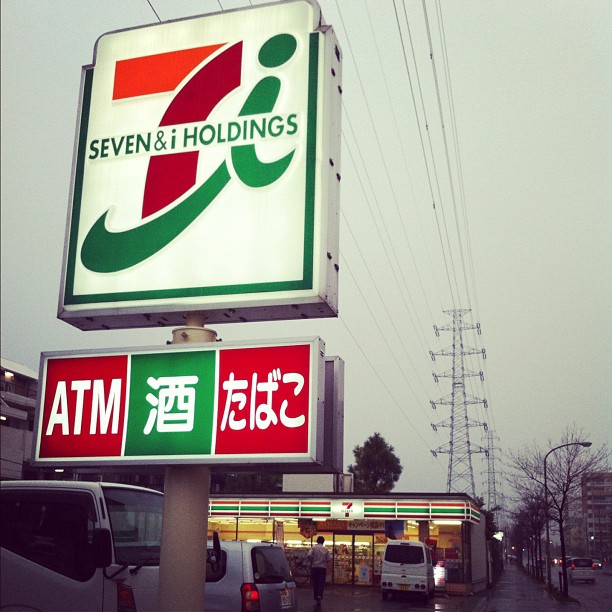 SEVEN & i HOLDINGS
ATM 酒 たばこ